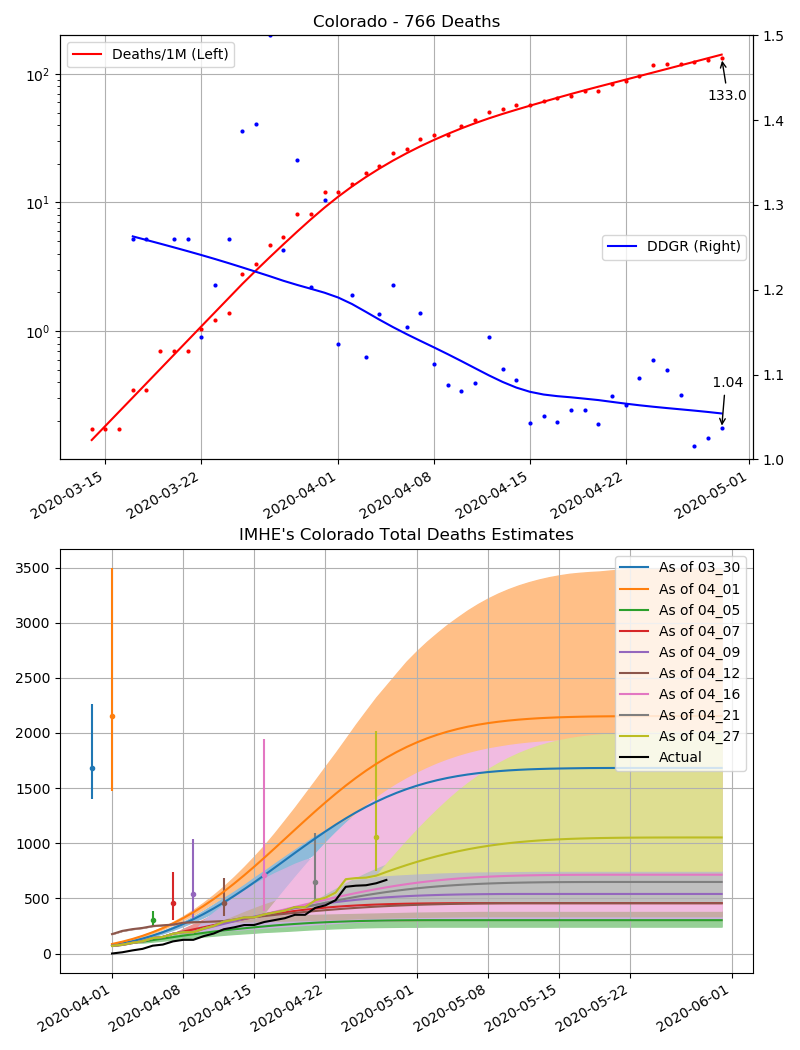 Colorado - 766 Deaths
Deaths/1M (Left)
DDGR (Right)
133.0
1.04
10²
10¹
10⁰
1.5
1.4
1.3
1.2
1.1
1.0
2020-03-15
2020-03-22
2020-04-01
2020-04-08
2020-04-15
2020-04-22
2020-05-01
IMHE's Colorado Total Deaths Estimates
3500
3000
2500
2000
1500
1000
500
0
As of 03_30
As of 04_01
As of 04_05
As of 04_07
As of 04_09
As of 04_12
As of 04_16
As of 04_21
As of 04_27
Actual
2020-04-01
2020-04-08
2020-04-15
2020-04-22
2020-05-01
2020-05-08
2020-05-15
2020-05-22
2020-06-01